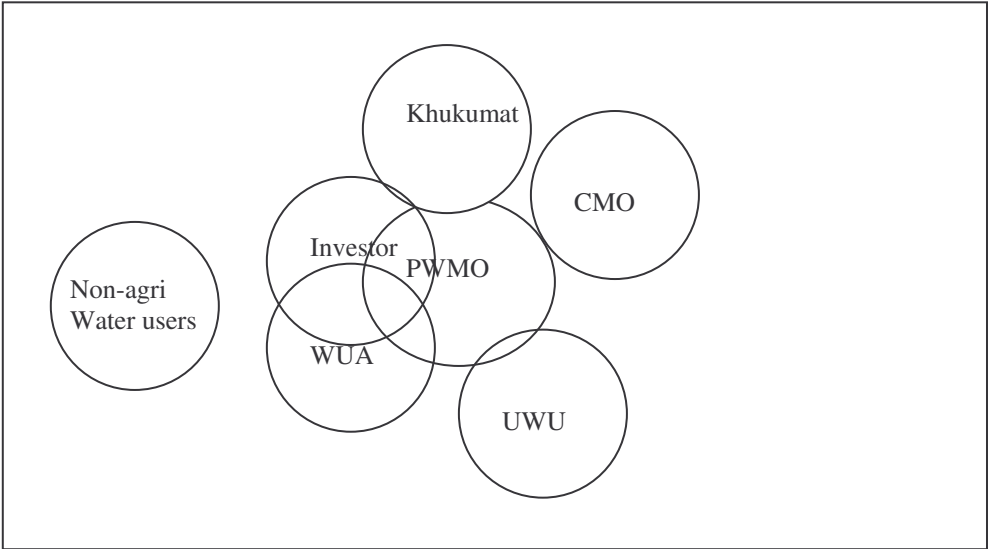 Khukumat
CMO
Investor
PWMO
Non-agri
Water users
WUA
UWU